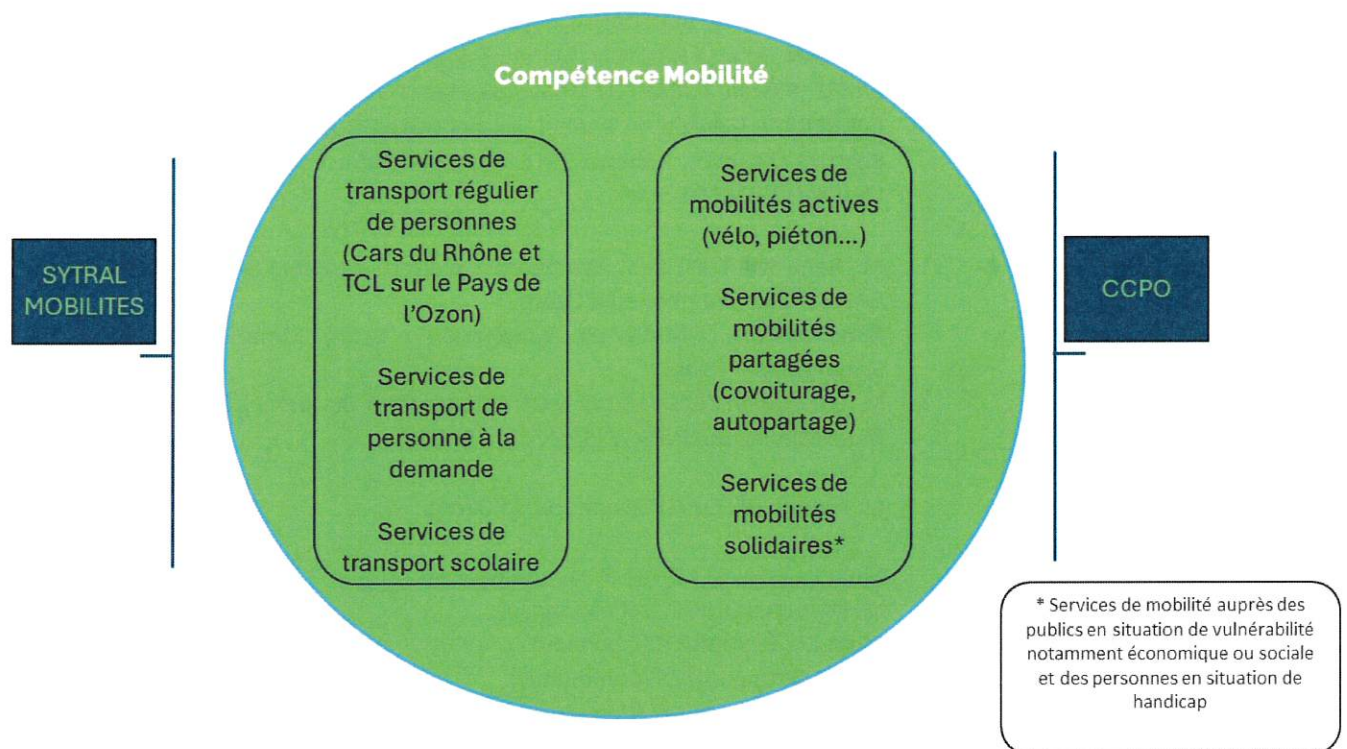 Compétence Mobilité
SYTRAL
MOBILITES
Services de
transport régulier
de personnes
(Cars du Rhône et
TCL sur le Pays de
l'Ozon)
Services de
transport de
personne à la
demande
Services de
transport scolaire
Services de
mobilités actives
(vélo, piéton...)
Services de
mobilités
partagées
(covoiturage,
autopartage)
Services de
mobilités
solidaires*
CCPO
* Services de mobilité auprès des
publics en situation de vulnérabilité
notamment économique ou sociale
et des personnes en situation de
handicap